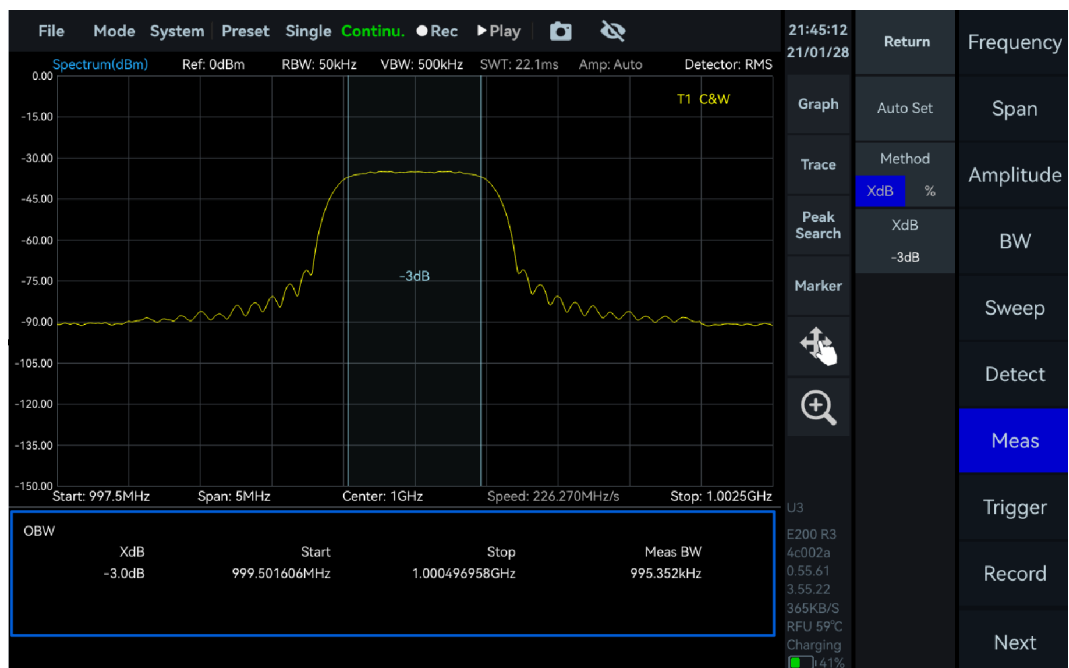 File Mode System Preset Single Continu. Rec Play
Spectrum(dBm) Ref: 0dBm RBW: 50kHz VBW: 500kHz SWT: 22.1ms Amp: Auto Detector: RMS
T1 C&W
0.00
-15.00
-30.00
-45.00
-60.00
-75.00
-90.00
-105.00
-120.00
-135.00
-150.00
-3dB
Start: 997.5MHz Span: 5MHz Center: 1GHz Speed: 226.270MHz/s Stop: 1.0025GHz
OBW
XdB Start Stop Meas BW
-3.0dB 999.501606MHz 1.000496958GHz 995.352kHz
21:45:12
21/01/28
Graph
Trace
Peak
Search
Marker
U3
E200 R3
4c002a
0.55.61
3.55.22
365KB/S
RFU 59°C
Charging
41%
Return
Auto Set
Method
XdB %
XdB
-3dB
Frequency
Span
Amplitude
BW
Sweep
Detect
Meas
Trigger
Record
Next